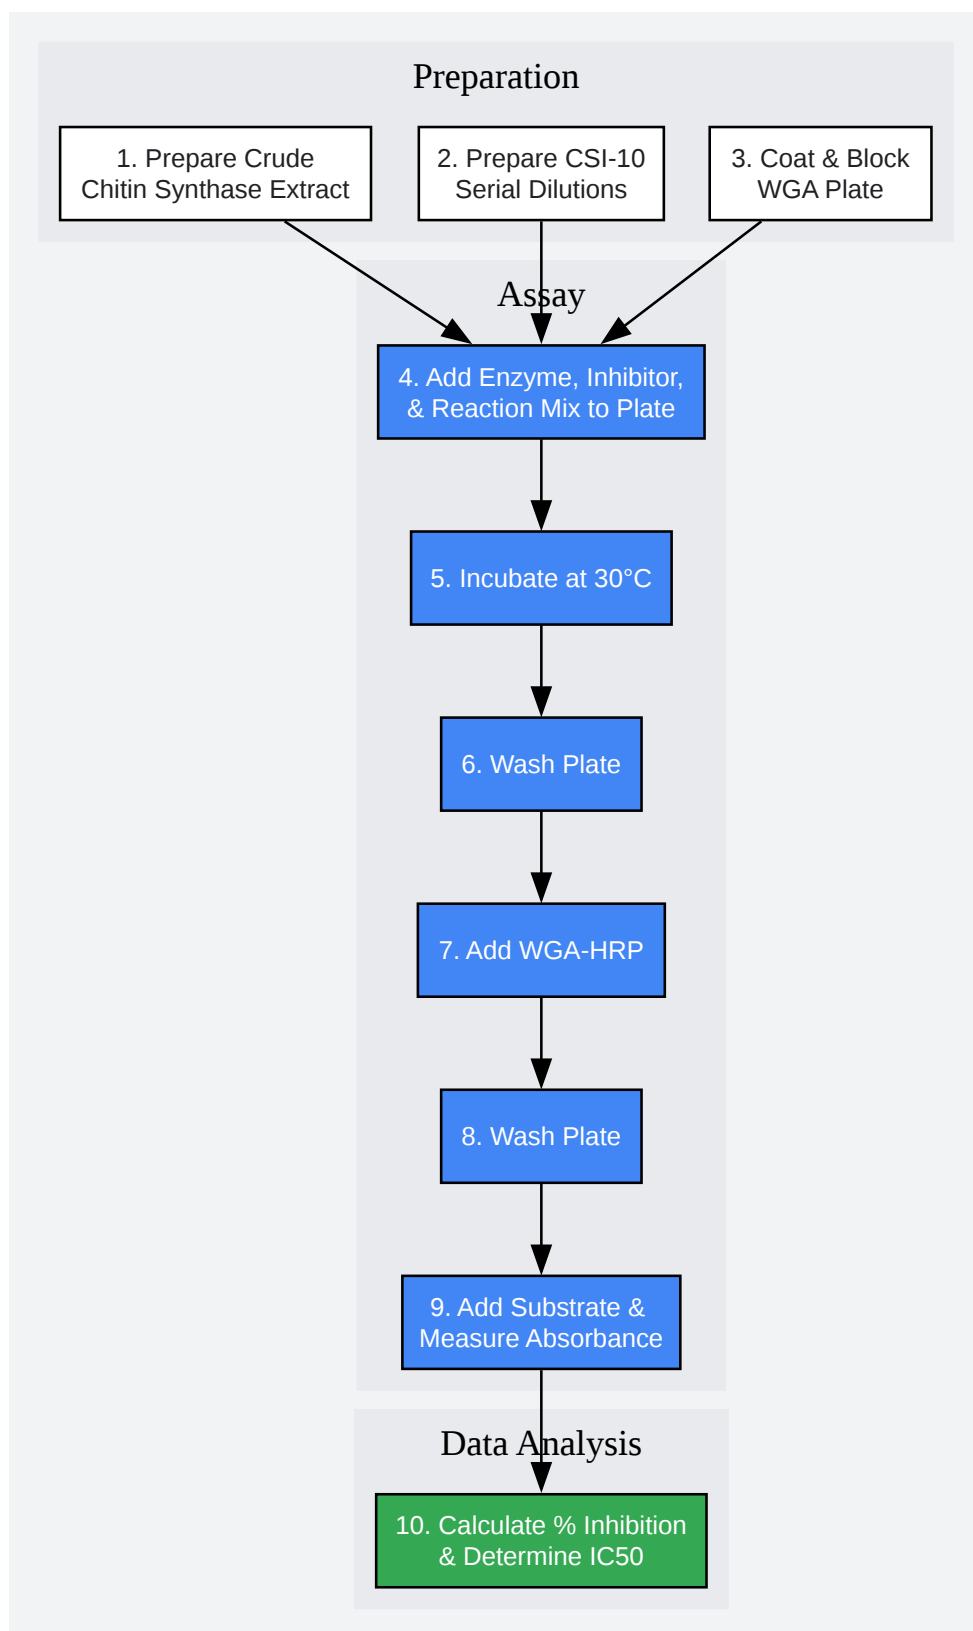 Preparation
1. Prepare Crude
Chitin Synthase Extract
2. Prepare CSI-10
Serial Dilutions
3. Coat & Block
WGA Plate
Assay
4. Add Enzyme, Inhibitor,
& Reaction Mix to Plate
5. Incubate at 30°C
6. Wash Plate
7. Add WGA-HRP
8. Wash Plate
9. Add Substrate &
Measure Absorbance
Data Analysis
10. Calculate % Inhibition
& Determine IC50